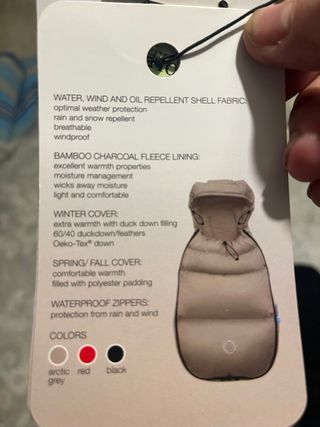 WATER, WIND AND OIL REPELLENT SHELL FABRIC:
optimal weather protection
rain and snow repellent
breathable
windproof
BAMBOO CHARCOAL FLEECE LINING:
excellent warmth properties
moisture management
wicks away moisture
light and comfortable
WINTER COVER:
extra warmth with duck down filling
60/40 duckdown/feathers
Oeko-Tex® down
SPRING/ FALL COVER:
comfortable warmth
filled with polyester padding
WATERPROOF ZIPPERS:
protection from rain and wind
COLORS
arctic grey
red
black